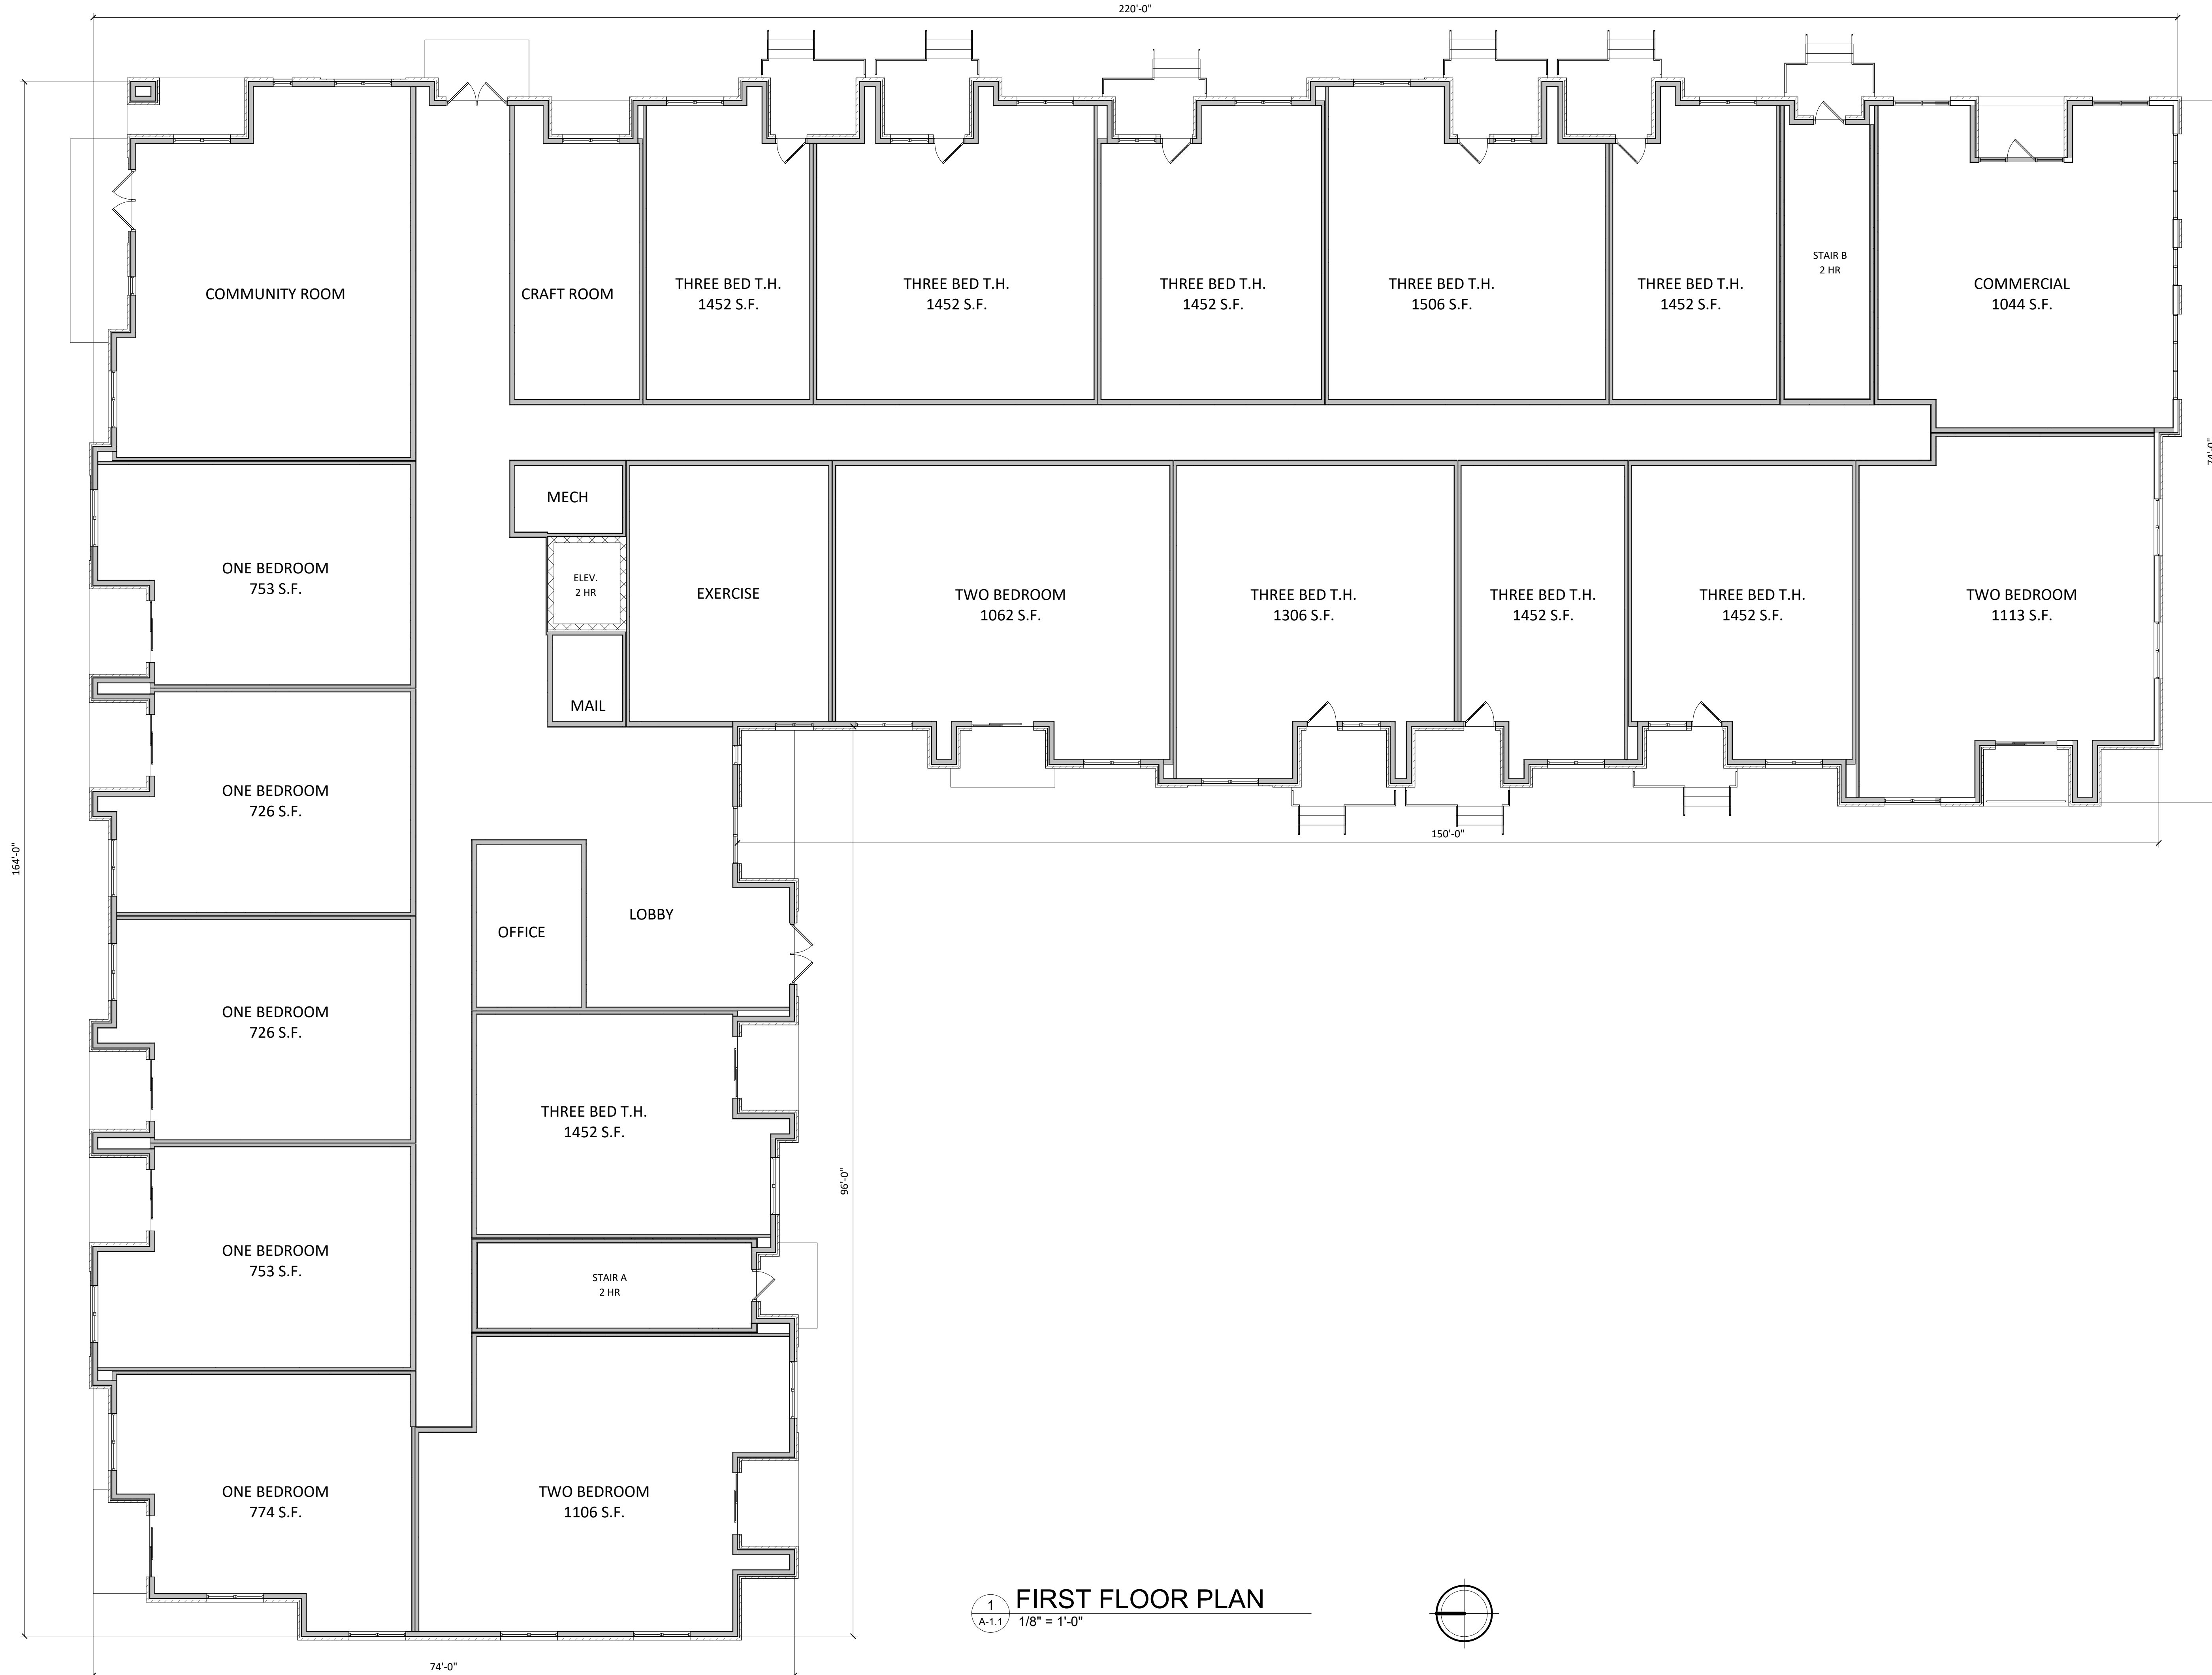 220'-0"
COMMUNITY ROOM
CRAFT ROOM
THREE BED T.H.
1452 S.F.
THREE BED T.H.
1452 S.F.
THREE BED T.H.
1452 S.F.
THREE BED T.H.
1506 S.F.
THREE BED T.H.
1452 S.F.
STAIR B
2 HR
COMMERCIAL
1044 S.F.
74'-0"
MECH
ELEV.
2 HR
MAIL
EXERCISE
TWO BEDROOM
1062 S.F.
THREE BED T.H.
1306 S.F.
THREE BED T.H.
1452 S.F.
THREE BED T.H.
1452 S.F.
TWO BEDROOM
1113 S.F.
ONE BEDROOM
753 S.F.
ONE BEDROOM
726 S.F.
150'-0"
164'-0"
OFFICE
LOBBY
ONE BEDROOM
726 S.F.
THREE BED T.H.
1452 S.F.
96'-0"
ONE BEDROOM
753 S.F.
STAIR A
2 HR
ONE BEDROOM
774 S.F.
TWO BEDROOM
1106 S.F.
1
A-1.1
FIRST FLOOR PLAN
1/8" = 1'-0"
74'-0"